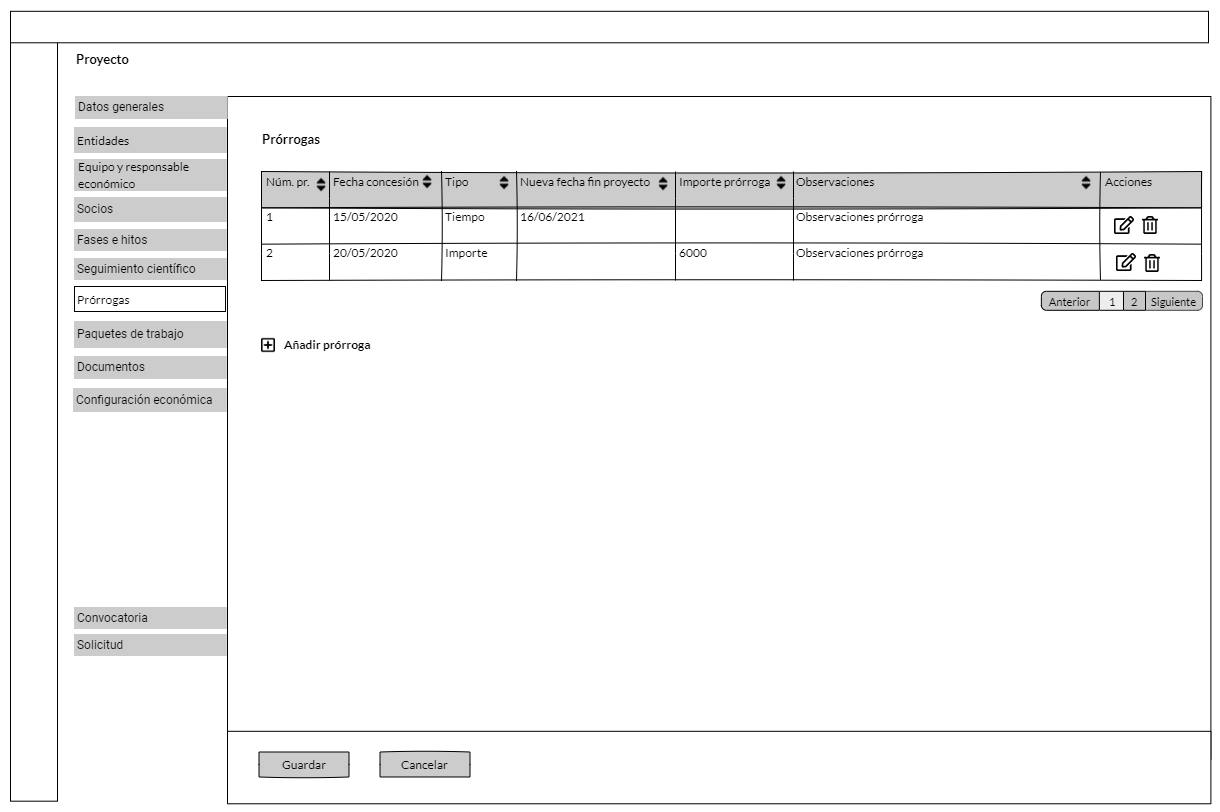 Proyecto
Datos generales
Entidades
Equipo y responsable
económico
Socios
Fases e hitos
Seguimiento científico
Prórrogas
Paquetes de trabajo
Documentos
Configuración económica
Convocatoria
Solicitud
Prórrogas
Núm. pr. Fecha concesión Tipo Nueva fecha fin proyecto Importe prórroga Observaciones Acciones
1 15/05/2020 Tiempo 16/06/2021 Observaciones prórroga
2 20/05/2020 Importe 6000 Observaciones prórroga
Anterior 1 2 Siguiente
Añadir prórroga
Guardar Cancelar